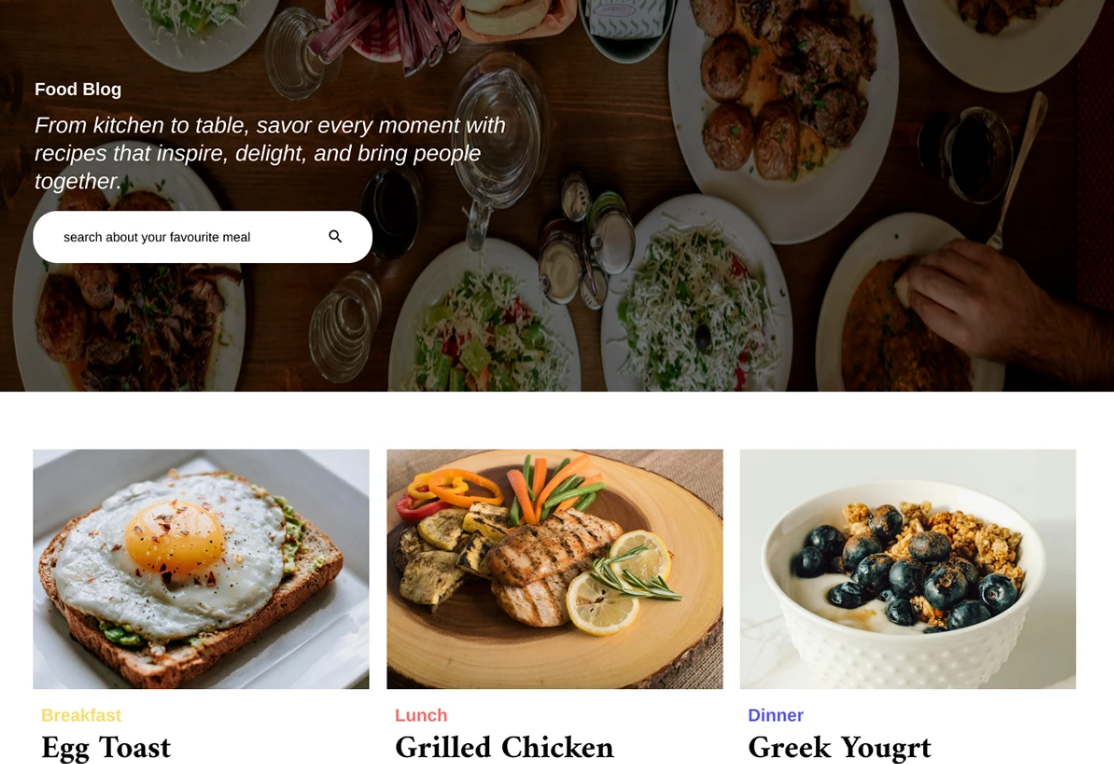 Food Blog
From kitchen to table, savor every moment with
recipes that inspire, delight, and bring people
together.
search about your favourite meal
Breakfast
Lunch
Dinner
Egg Toast
Grilled Chicken
Greek Yougrt